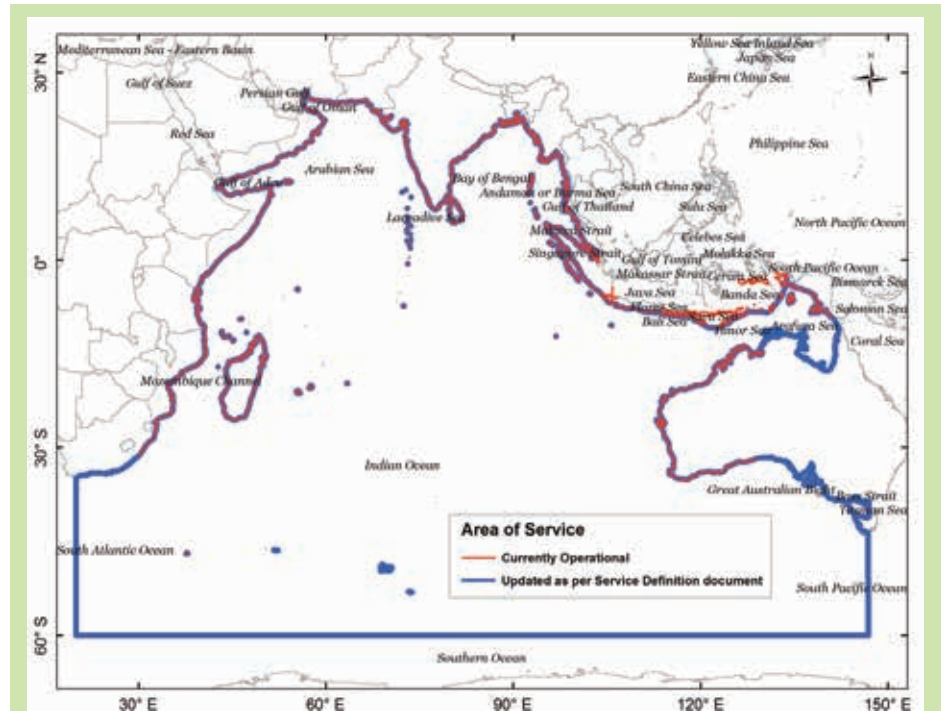 Mediterranean Sea - Eastern Basin
Yellow Sea Inland Sea
Japan Sea
N
30° N
Gulf of Suez
Eastern China Sea
Persian Gulf
Gulf of Oman
Red Sea
Philippine Sea
Arabian Sea
Gulf of Aden
Bay of Bengal
Andaman or Burma Sea
South China Sea
Gulf of Thailand
Sulu Sea
Laccadive Sea
North Pacific Ocean
Malacca Strait
Celebes Sea
Singapore Strait
Gulf of Tomini
Molukka Sea
0°
Makassar Strait
Ceram Sea
South Pacific Ocean
Bismarck Sea
Java Sea
Banda Sea
Flores Sea
Solomon Sea
Bali Sea
Timor Sea
Arafura Sea
Coral Sea
Mozambique Channel
30° S
Indian Ocean
Great Australian Bight
Bass Strait
Tasman Sea
Area of Service
Currently Operational
Updated as per Service Definition document
South Atlantic Ocean
South Pacific Ocean
60° S
Southern Ocean
30° E
60° E
90° E
120° E
150° E